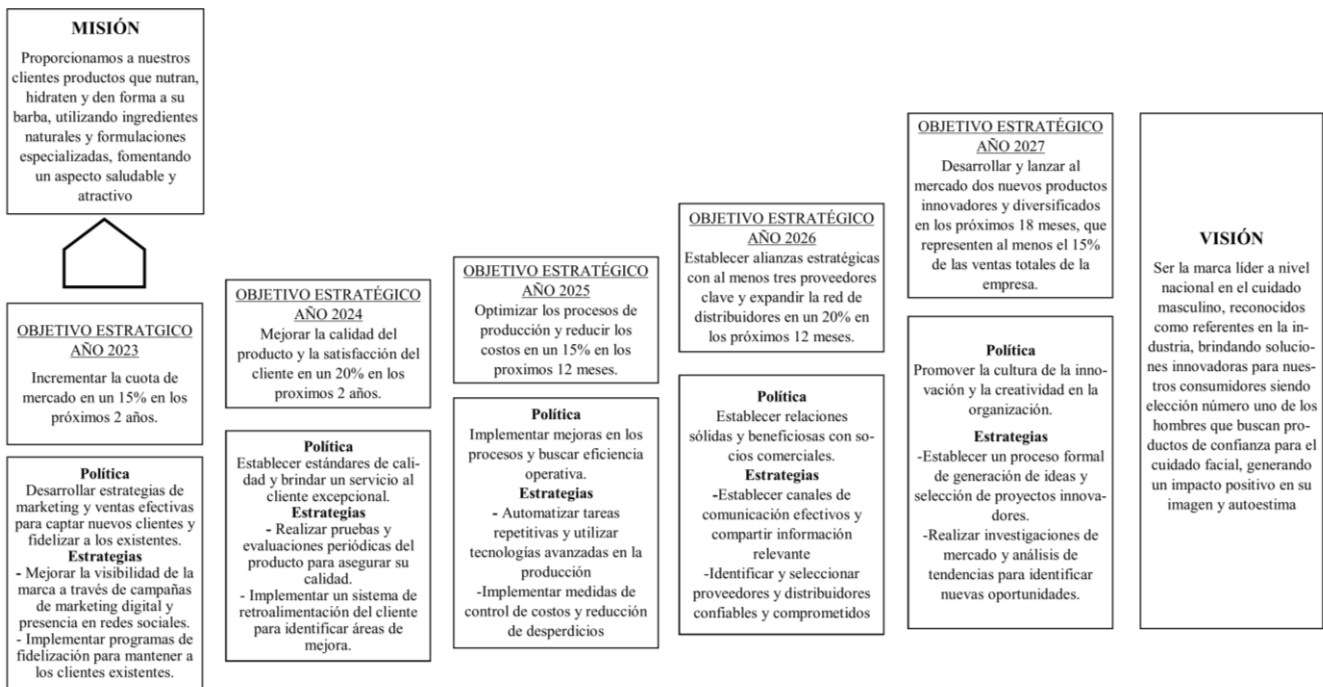 MISIÓN
Proporcionamos a nuestros
clientes productos que nutran,
hidraten y den forma a su
barba, utilizando ingredientes
naturales y formulaciones
especializadas, fomentando
un aspecto saludable y
atractivo
OBJETIVO ESTRATGICO
AÑO 2023
Incrementar la cuota de
mercado en un 15% en los
próximos 2 años.
Política
Desarrollar estrategias de
marketing y ventas efectivas
para captar nuevos clientes y
fidelizar a los existentes.
Estrategias
- Mejorar la visibilidad de la
marca a través de campañas
de marketing digital y
presencia en redes sociales.
- Implementar programas de
fidelización para mantener a
los clientes existentes.
OBJETIVO ESTRATÉGICO
AÑO 2024
Mejorar la calidad del
producto y la satisfacción del
cliente en un 20% en los
proximos 2 años.
Política
Establecer estándares de cali-
dad y brindar un servicio al
cliente excepcional.
Estrategias
- Realizar pruebas y
evaluaciones periódicas del
producto para asegurar su
calidad.
- Implementar un sistema de
retroalimentación del cliente
para identificar áreas de
mejora.
OBJETIVO ESTRATÉGICO
AÑO 2025
Optimizar los procesos de
producción y reducir los
costos en un 15% en los
proximos 12 meses.
Política
Implementar mejoras en los
procesos y buscar eficiencia
operativa.
Estrategias
- Automatizar tareas
repetitivas y utilizar
tecnologías avanzadas en la
producción
-Implementar medidas de
control de costos y reducción
de desperdicios
OBJETIVO ESTRATÉGICO
AÑO 2026
Establecer alianzas estratégicas
con al menos tres proveedores
clave y expandir la red de
distribuidores en un 20% en
los próximos 12 meses.
Política
Establecer relaciones
sólidas y beneficiosas con so-
cios comerciales.
Estrategias
-Establecer canales de
comunicación efectivos y
compartir información
relevante
-Identificar y seleccionar
proveedores y distribuidores
confiables y comprometidos
OBJETIVO ESTRATÉGICO
AÑO 2027
Desarrollar y lanzar al
mercado dos nuevos productos
innovadores y diversificados
en los próximos 18 meses, que
representen al menos el 15%
de las ventas totales de la
empresa.
Política
Promover la cultura de la inno-
vación y la creatividad en la
organización.
Estrategias
-Establecer un proceso formal
de generación de ideas y
selección de proyectos innova-
dores.
-Realizar investigaciones de
mercado y análisis de
tendencias para identificar
nuevas oportunidades.
VISIÓN
Ser la marca líder a nivel
nacional en el cuidado
masculino, reconocidos
como referentes en la in-
dustria, brindando solucio-
nes innovadoras para nues-
tros consumidores siendo
elección número uno de los
hombres que buscan pro-
ductos de confianza para el
cuidado facial, generando
un impacto positivo en su
imagen y autoestima